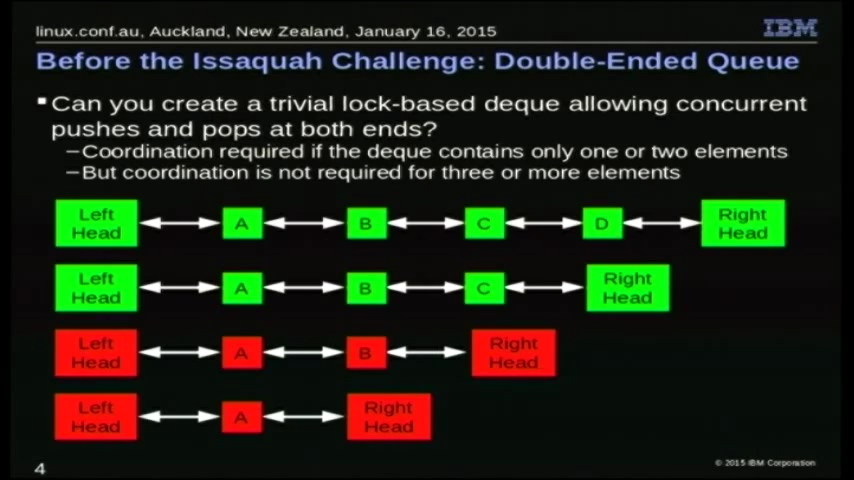 linux.conf.au, Auckland, New Zealand, January 16, 2015
IBM
Before the Issaquah Challenge: Double-Ended Queue
Can you create a trivial lock-based deque allowing concurrent
pushes and pops at both ends?
–Coordination required if the deque contains only one or two elements
–But coordination is not required for three or more elements
Left Head A B C D Right Head
Left Head A B C Right Head
Left Head A B Right Head
Left Head A Right Head
4
© 2015 IBM Corporation